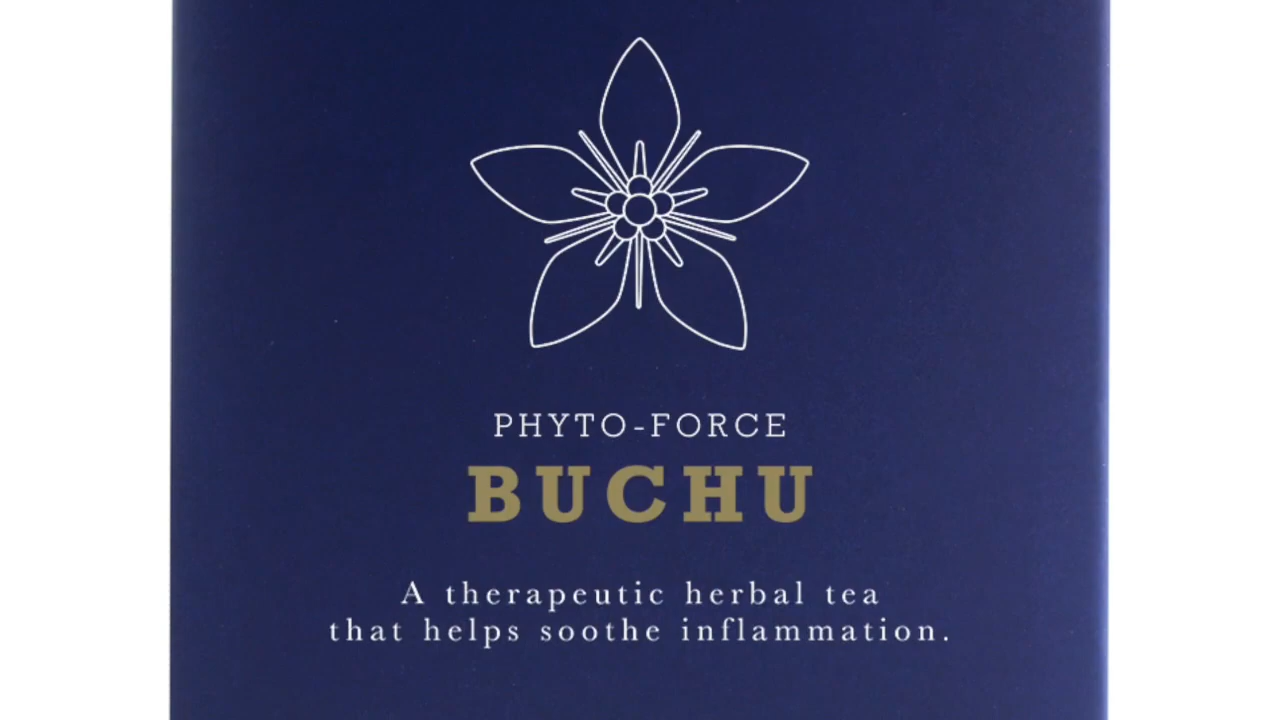 PHYTO-FORCE
BUCHU
A therapeutic herbal tea
that helps soothe inflammation.